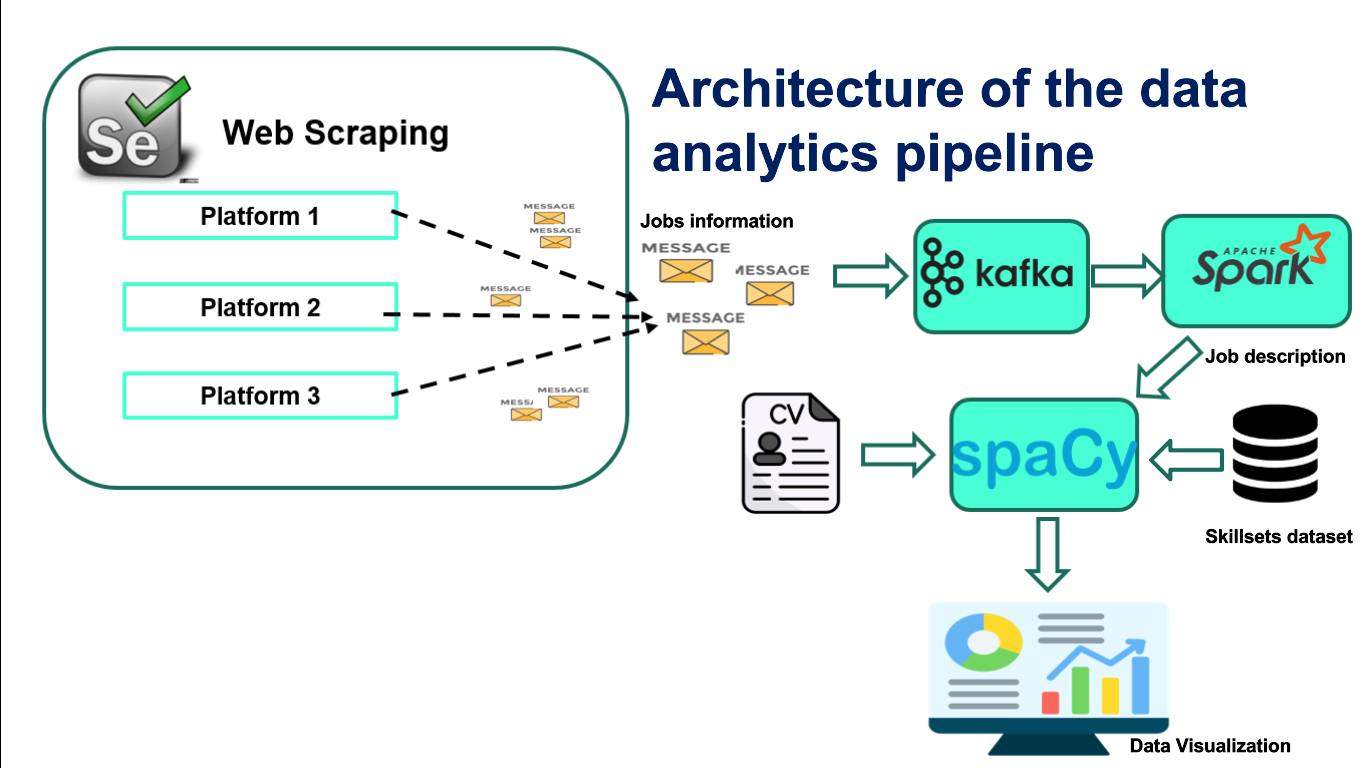 Architecture of the data
analytics pipeline
Se
Web Scraping
Platform 1
Platform 2
Platform 3
MESSAGE
MESSAGE
MESSAGE
MESSAGE
Jobs information
MESSAGE
MESSAGE
MESSAGE
kafka
APACHE
Spark
Job description
CV
spaCy
Skillsets dataset
Data Visualization